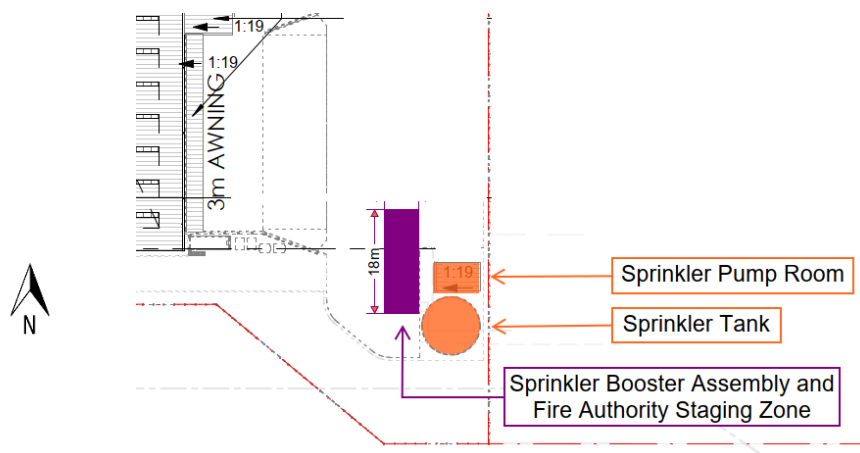 1:19
1:19
3m AWNING
18m
1:19
Sprinkler Pump Room
N
Sprinkler Tank
Sprinkler Booster Assembly and
Fire Authority Staging Zone